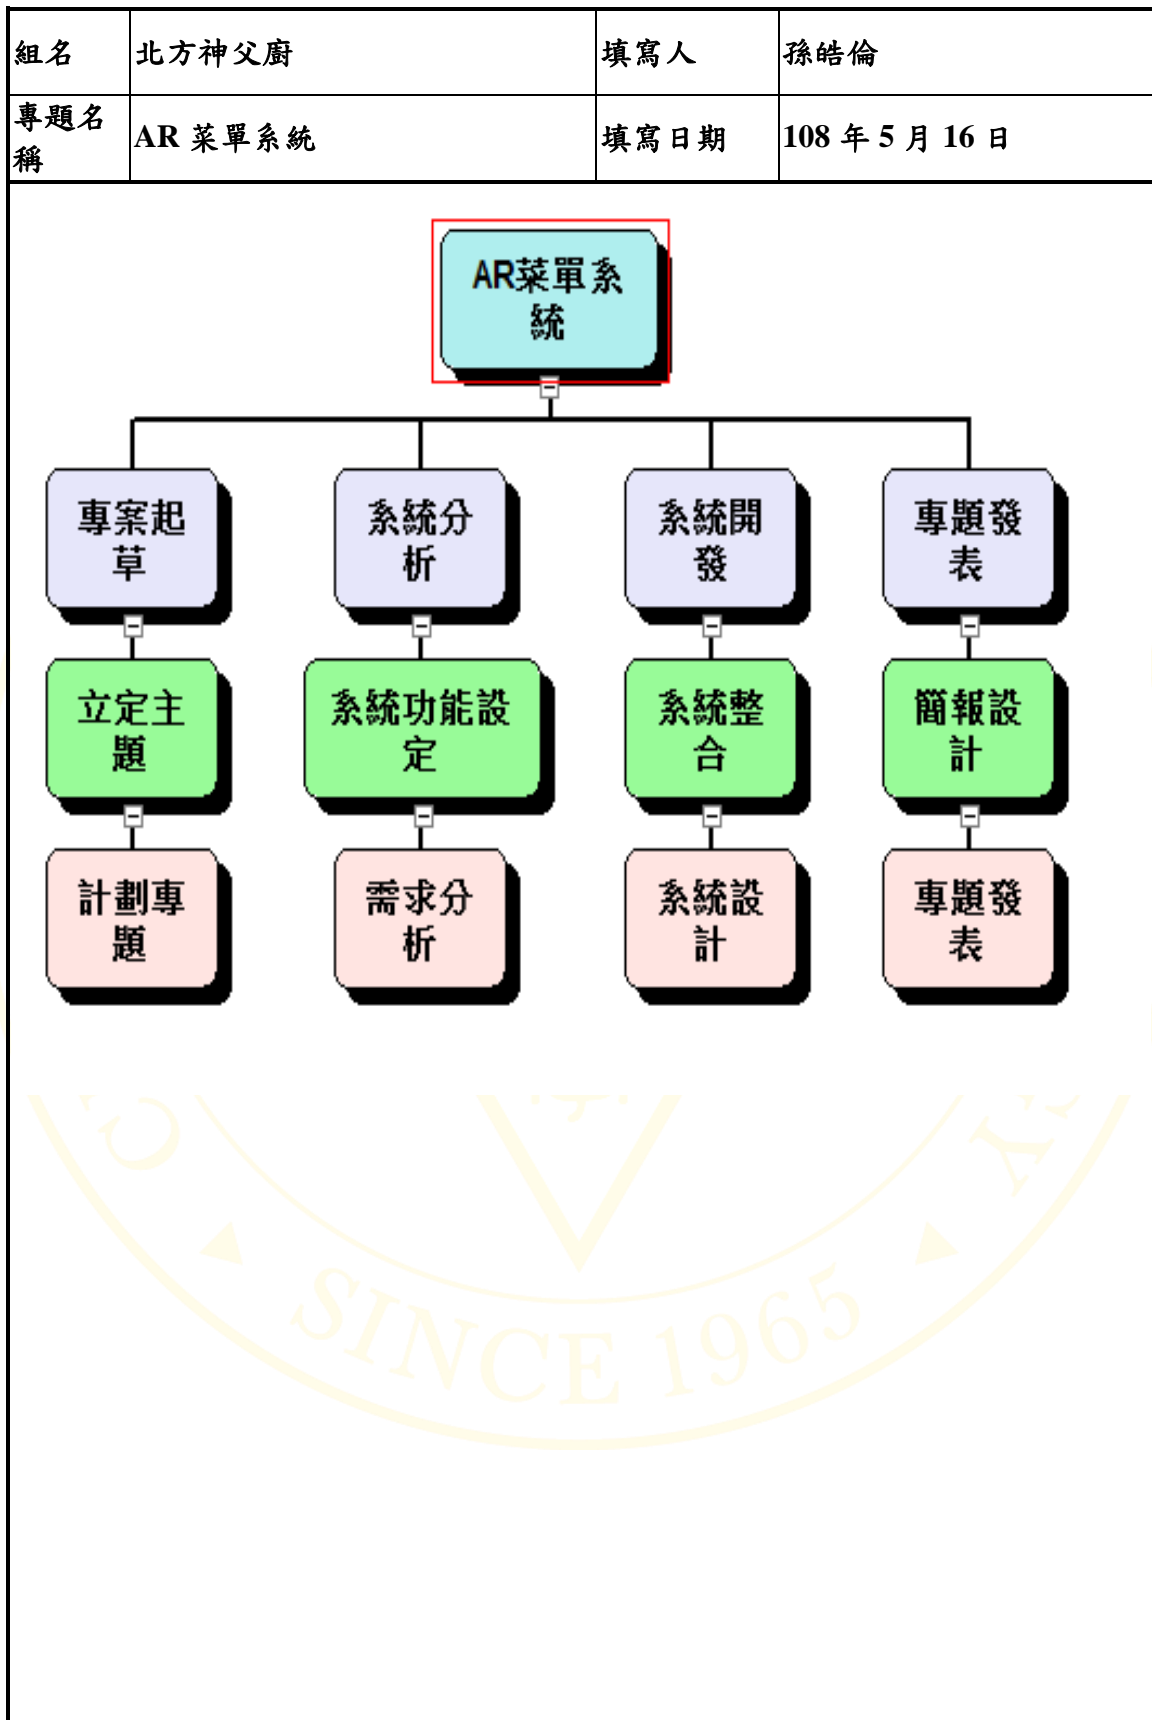 組名 北方神父廚 填寫人 孫皓倫
專題名
稱
AR 菜單系統 填寫日期 108 年 5 月 16 日
AR菜單系
統
專案起
草
系統分
析
系統開
發
專題發
表
立定主
題
系統功能設
定
系統整
合
簡報設
計
計劃專
題
需求分
析
系統設
計
專題發
表
SINCE 1965